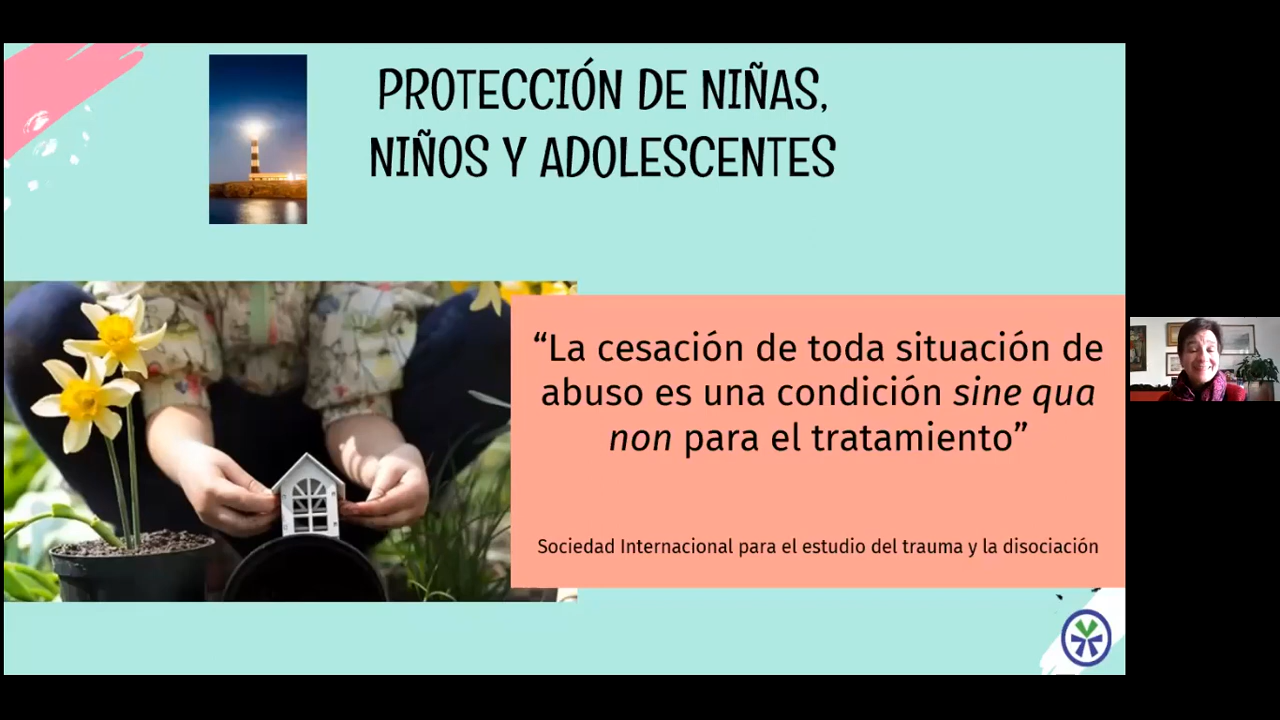 PROTECCIÓN DE NIÑAS,
NIÑOS Y ADOLESCENTES
“La cesación de toda situación de
abuso es una condición sine qua
non para el tratamiento”
Sociedad Internacional para el estudio del trauma y la disociación